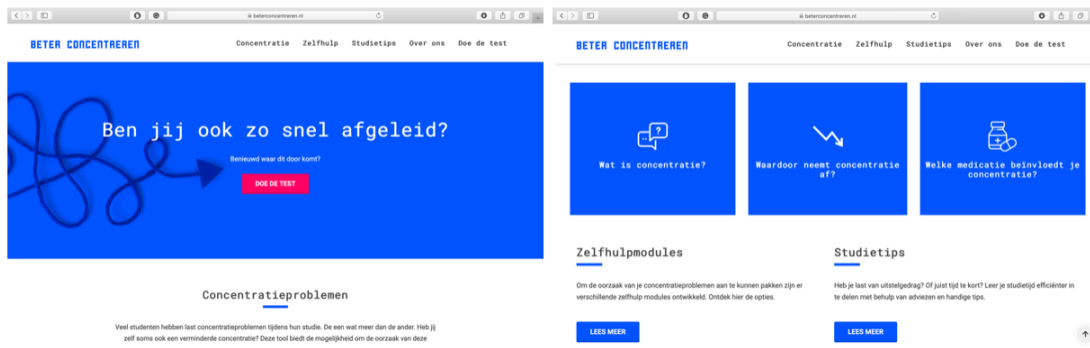 beterconcentreren.nl
BETER CONCENTREREN
Concentratie Zelfhulp Studietips Over ons Doe de test
Ben jij ook zo snel afgeleid?
Benieuwd waar dit door komt?
DOE DE TEST
Concentratieproblemen
Veel studenten hebben last concentratieproblemen tijdens hun studie. De een wat meer dan de ander. Heb jij
zelf soms ook een verminderde concentratie? Deze tool biedt de mogelijkheid om de oorzaak van deze
beterconcentreren.nl
BETER CONCENTREREN
Concentratie Zelfhulp Studietips Over ons Doe de test
Wat is concentratie?
Waardoor neemt concentratie
af?
Welke medicatie beïnvloedt je
concentratie?
Zelfhulpmodules
Om de oorzaak van je concentratieproblemen aan te kunnen pakken zijn er
verschillende zelfhulp modules ontwikkeld. Ontdek hier de opties.
LEES MEER
Studietips
Heb je last van uitstelgedrag? Of juist tijd te kort? Leer je studietijd efficiënter in
te delen met behulp van adviezen en handige tips.
LEES MEER